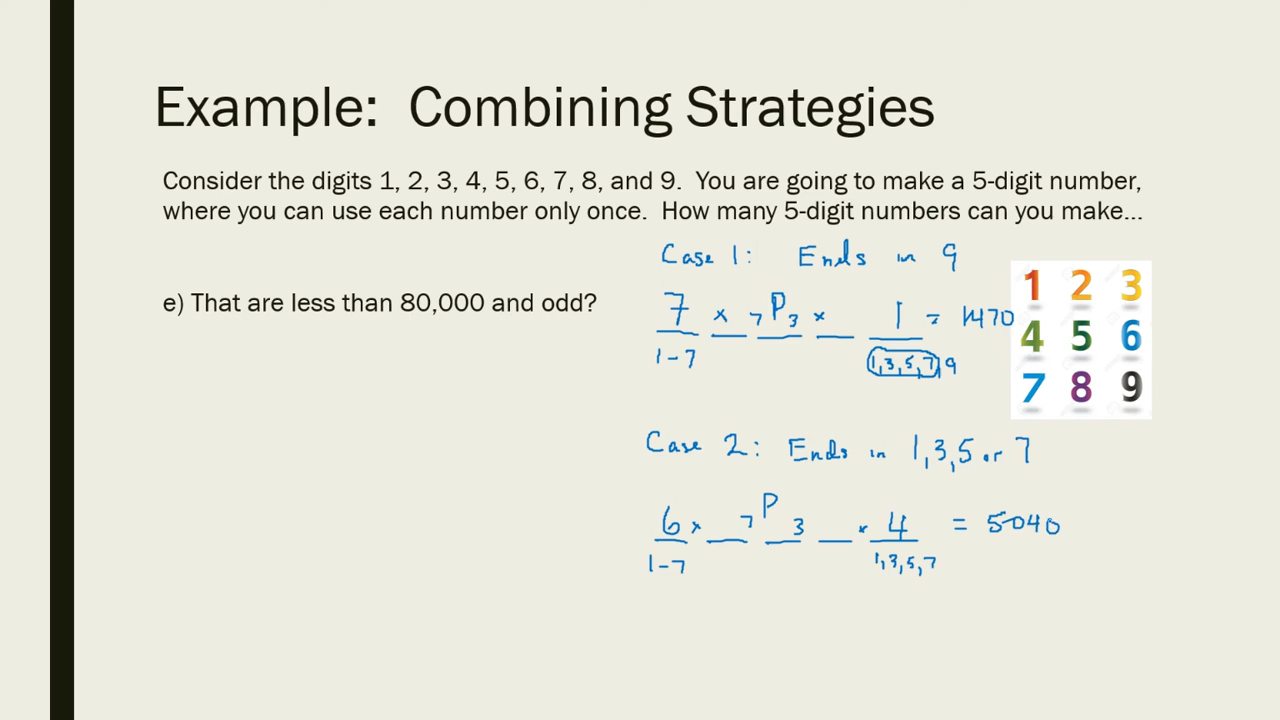 Example: Combining Strategies
Consider the digits 1, 2, 3, 4, 5, 6, 7, 8, and 9. You are going to make a 5-digit number,
where you can use each number only once. How many 5-digit numbers can you make...
Case 1: Ends in 9
e) That are less than 80,000 and odd?
7 × 7P3 × 1 = 1470
1-7 1,3,5,7,9
1 2 3
4 5 6
7 8 9
Case 2: Ends in 1,3,5 or 7
6 × 7P3 × 4 = 5040
1-7 1,3,5,7